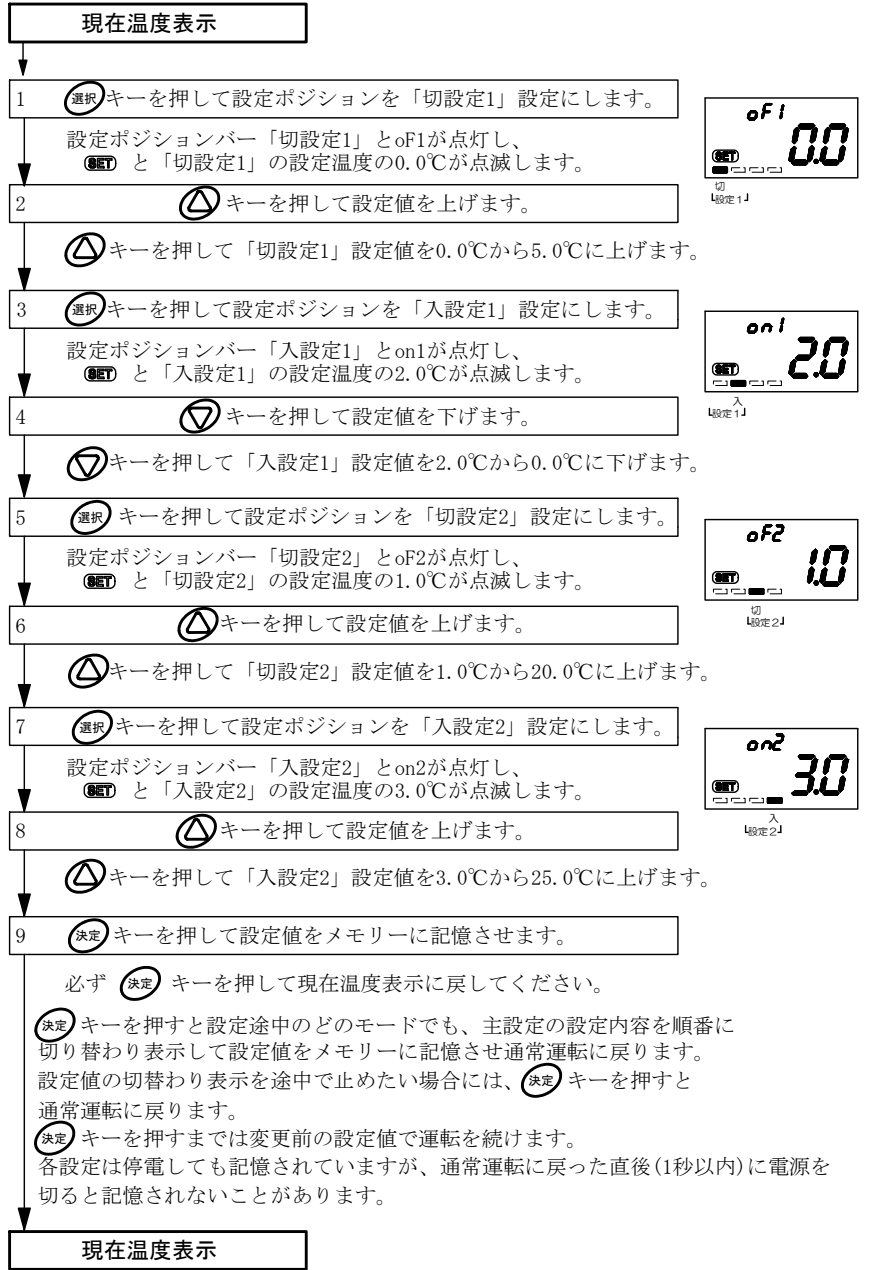 現在温度表示
1 選択キーを押して設定ポジションを「切設定1」設定にします。
設定ポジションバー「切設定1」とoF1が点灯し、
SET と「切設定1」の設定温度の0.0℃が点滅します。
oF1
SET 0.0
切
設定1
2 △キーを押して設定値を上げます。
△キーを押して「切設定1」設定値を0.0℃から5.0℃に上げます。
3 選択キーを押して設定ポジションを「入設定1」設定にします。
設定ポジションバー「入設定1」とon1が点灯し、
SET と「入設定1」の設定温度の2.0℃が点滅します。
on1
SET 2.0
入
設定1
4 ▽キーを押して設定値を下げます。
▽キーを押して「入設定1」設定値を2.0℃から0.0℃に下げます。
5 選択 キーを押して設定ポジションを「切設定2」設定にします。
設定ポジションバー「切設定2」とoF2が点灯し、
SET と「切設定2」の設定温度の1.0℃が点滅します。
oF2
SET 1.0
切
設定2
6 △キーを押して設定値を上げます。
△キーを押して「切設定2」設定値を1.0℃から20.0℃に上げます。
7 選択キーを押して設定ポジションを「入設定2」設定にします。
設定ポジションバー「入設定2」とon2が点灯し、
SET と「入設定2」の設定温度の3.0℃が点滅します。
on2
SET 3.0
入
設定2
8 △キーを押して設定値を上げます。
△キーを押して「入設定2」設定値を3.0℃から25.0℃に上げます。
9 決定キーを押して設定値をメモリーに記憶させます。
必ず 決定 キーを押して現在温度表示に戻してください。
決定キーを押すと設定途中のどのモードでも、主設定の設定内容を順番に
切り替わり表示して設定値をメモリーに記憶させ通常運転に戻ります。
設定値の切替わり表示を途中で止めたい場合には、決定キーを押すと
通常運転に戻ります。
決定キーを押すまでは変更前の設定値で運転を続けます。
各設定は停電しても記憶されていますが、通常運転に戻った直後(1秒以内)に電源を
切ると記憶されないことがあります。
現在温度表示